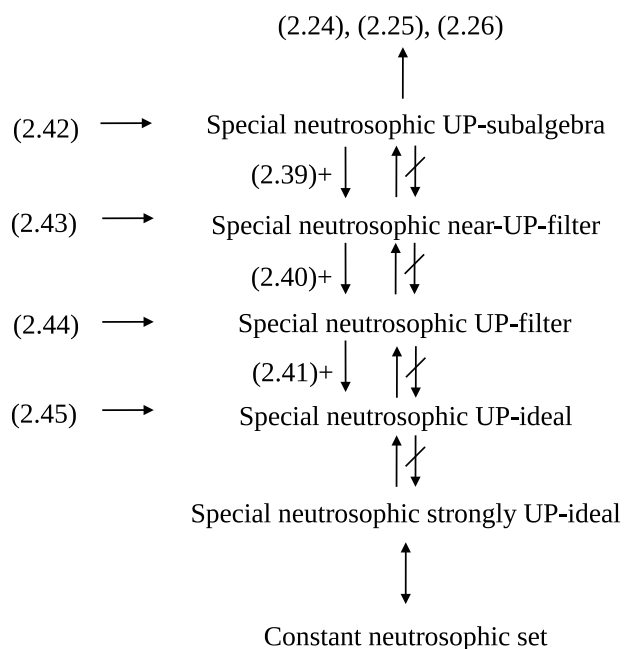 (2.24), (2.25), (2.26)
(2.42) Special neutrosophic UP-subalgebra
(2.39)+
(2.43) Special neutrosophic near-UP-filter
(2.40)+
(2.44) Special neutrosophic UP-filter
(2.41)+
(2.45) Special neutrosophic UP-ideal
Special neutrosophic strongly UP-ideal
Constant neutrosophic set